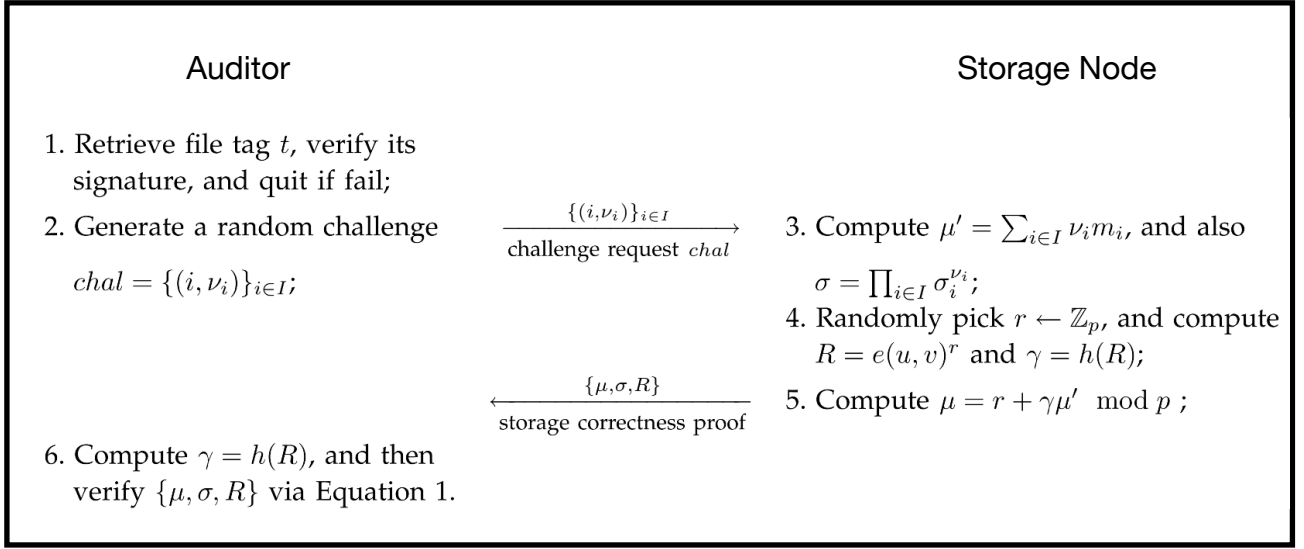 Auditor
Storage Node
1. Retrieve file tag t, verify its
signature, and quit if fail;
2. Generate a random challenge
chal = {(i, ν_i)}_{i∈I};
{(i,ν_i)}_{i∈I}
challenge request chal
3. Compute μ′ = ∑_{i∈I} ν_i m_i, and also
σ = ∏_{i∈I} σ_i^{ν_i};
4. Randomly pick r ← ℤ_p, and compute
R = e(u, v)^r and γ = h(R);
{μ,σ,R}
storage correctness proof
5. Compute μ = r + γμ′ mod p ;
6. Compute γ = h(R), and then
verify {μ, σ, R} via Equation 1.